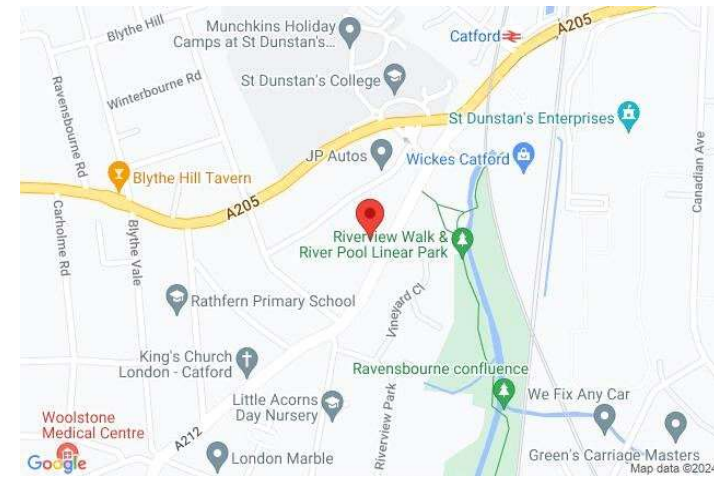 Munchkins Holiday
Camps at St Dunstan's...
Blythe Hill
Catford
A205
Winterbourne Rd
St Dunstan's College
Ravensbourne Rd
St Dunstan's Enterprises
JP Autos
Wickes Catford
Canadian Ave
Blythe Hill Tavern
A205
Carholme Rd
Blythe Vale
Riverview Walk &
River Pool Linear Park
Rathfern Primary School
Vineyard Cl
King's Church
London - Catford
Ravensbourne confluence
Riverview Park
Little Acorns
Day Nursery
We Fix Any Car
Woolstone
Medical Centre
A212
London Marble
Green's Carriage Masters
Google
Map data ©2024